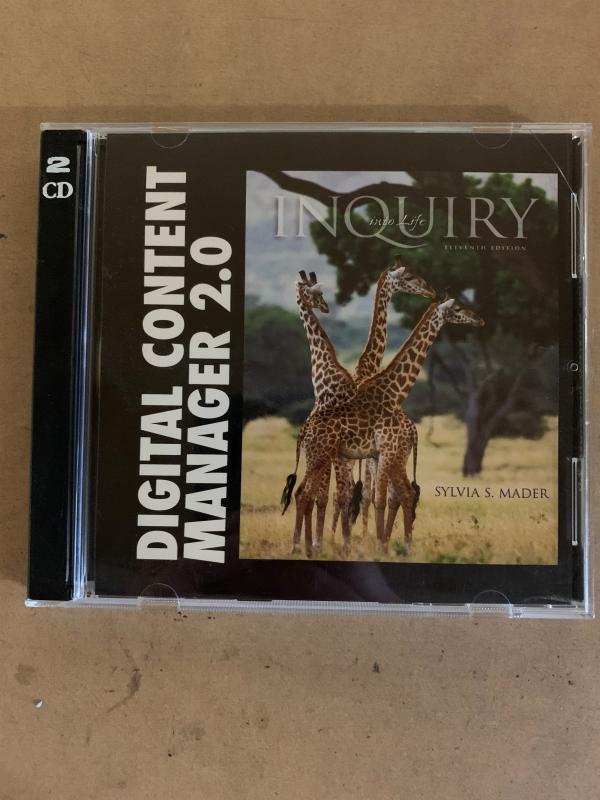 2
CD
DIGITAL CONTENT
MANAGER 2.0
INQUIRY
into Life
ELEVENTH EDITION
SYLVIA S. MADER